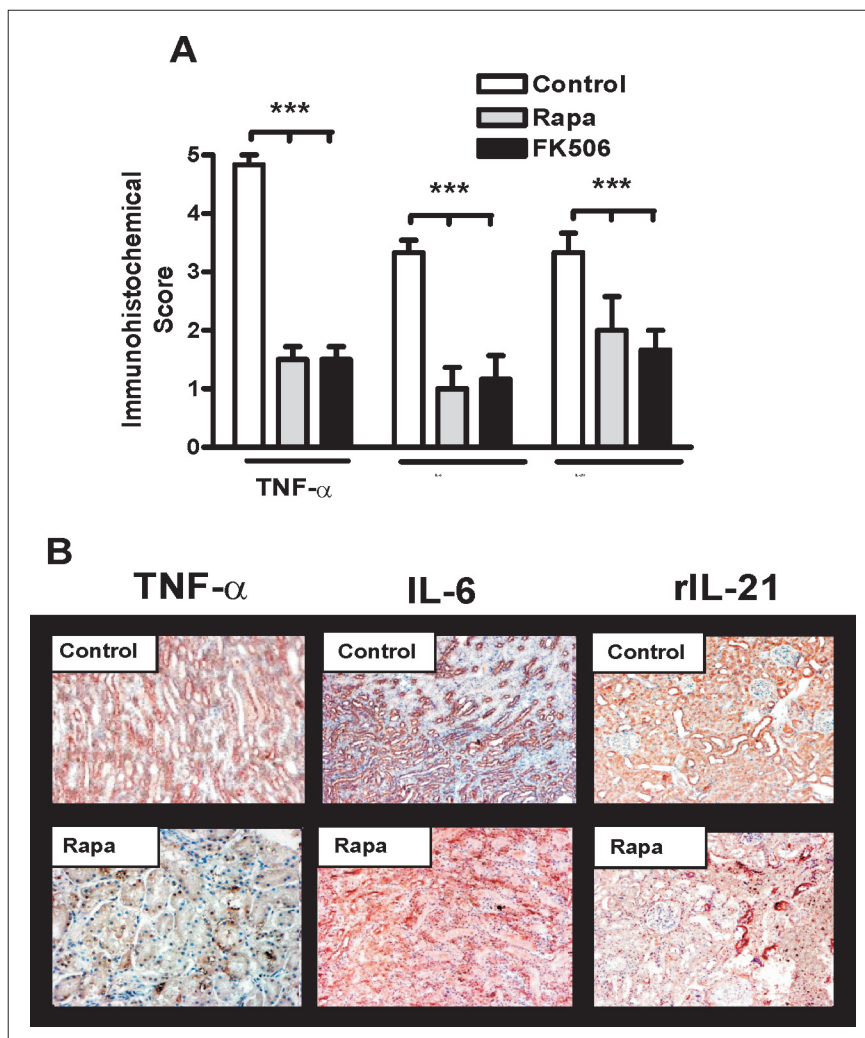 A
Control
Rapa
FK506
*** *** ***
Immunohistochemical
Score
5
4
3
2
1
0
TNF-α
B
TNF-α IL-6 rIL-21
Control Control Control
Rapa Rapa Rapa